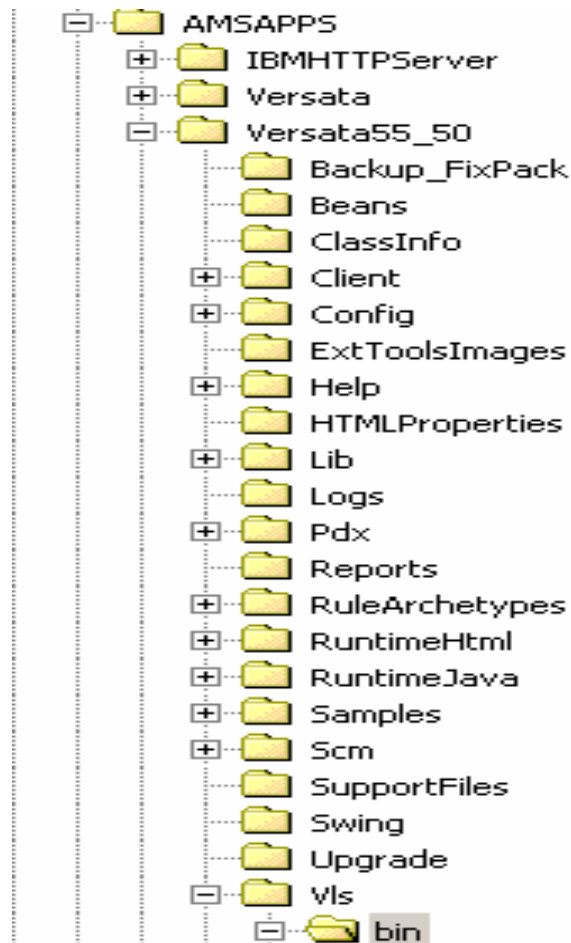 AMSAPPS
IBMHTTPServer
Versata
Versata55_50
Backup_FixPack
Beans
ClassInfo
Client
Config
ExtToolsImages
Help
HTMLProperties
Lib
Logs
Pdx
Reports
RuleArchetypes
RuntimeHtml
RuntimeJava
Samples
Scm
SupportFiles
Swing
Upgrade
Vls
bin